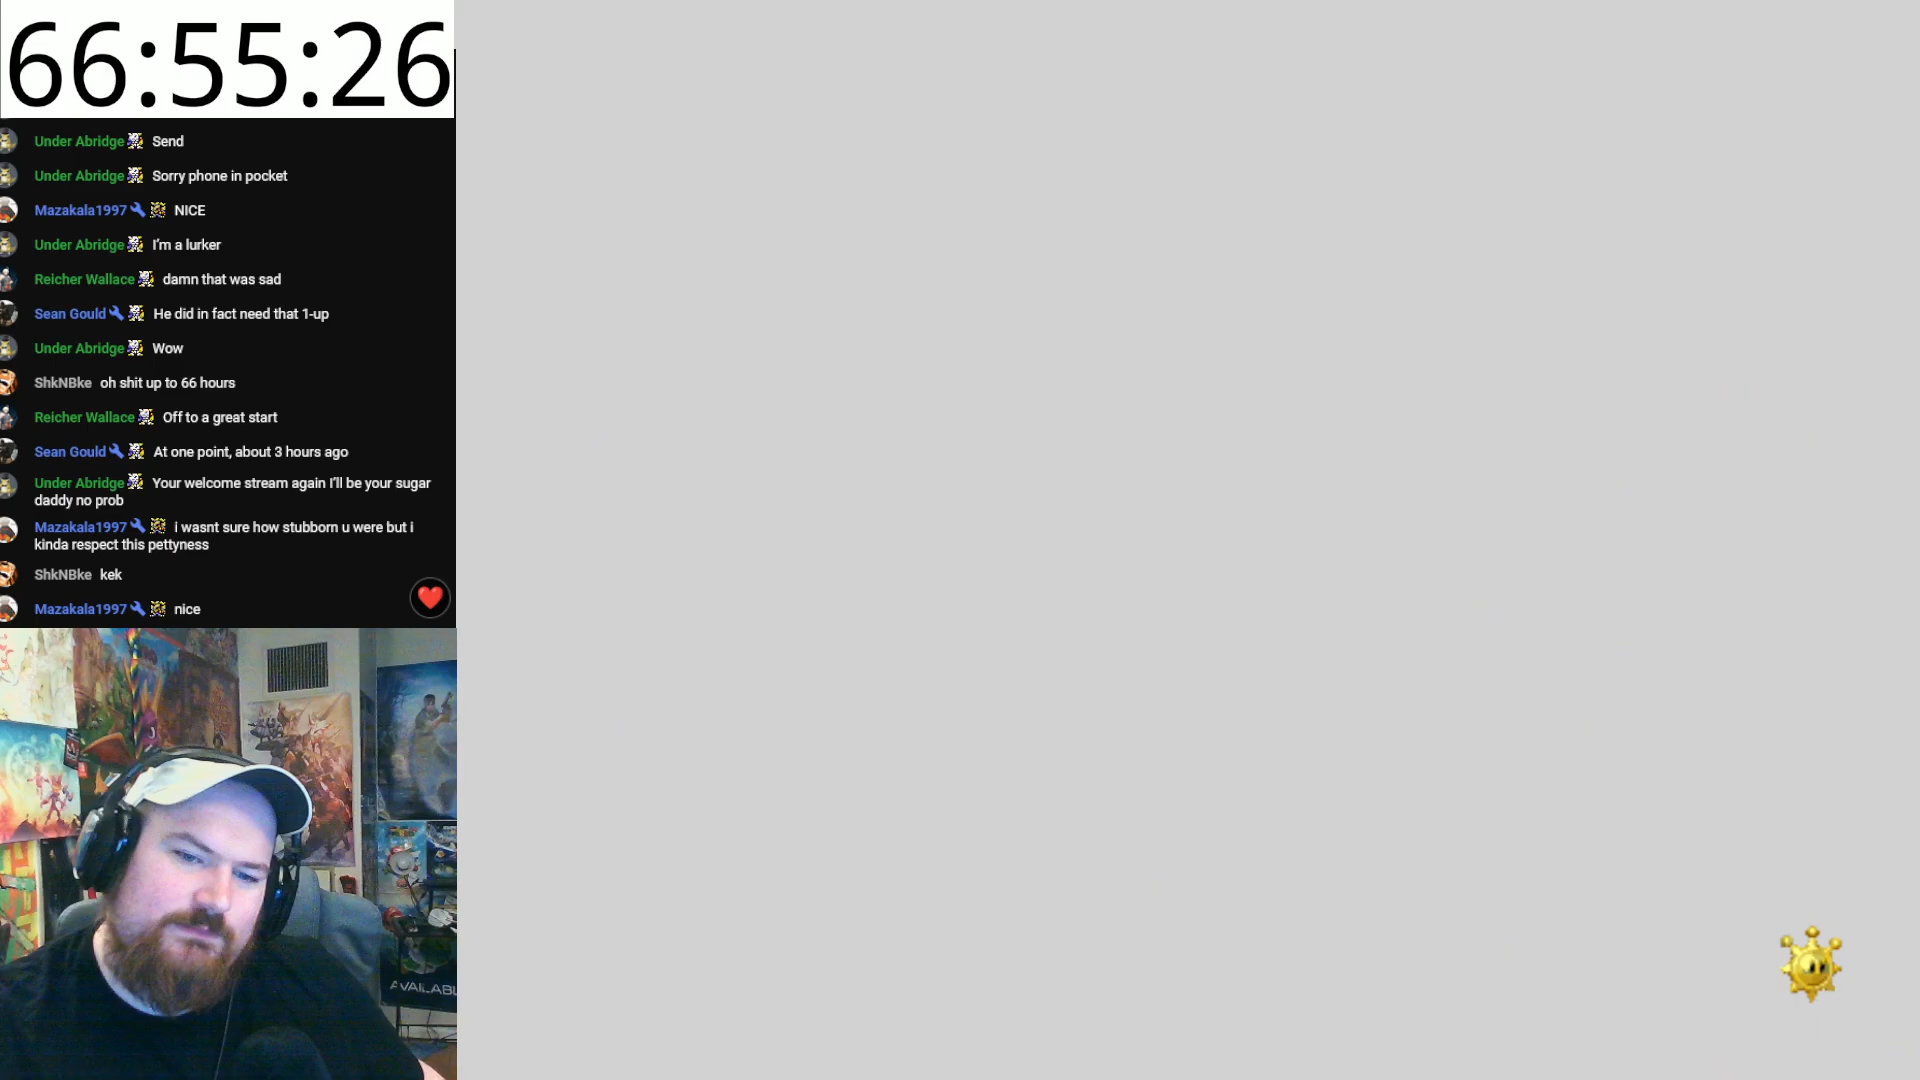 66:55:26
Under Abridge Send
Under Abridge Sorry phone in pocket
Mazakala1997 NICE
Under Abridge I'm a lurker
Reicher Wallace damn that was sad
Sean Gould He did in fact need that 1-up
Under Abridge Wow
ShkNBke oh shit up to 66 hours
Reicher Wallace Off to a great start
Sean Gould At one point, about 3 hours ago
Under Abridge Your welcome stream again I'll be your sugar
daddy no prob
Mazakala1997 i wasnt sure how stubborn u were but i
kinda respect this pettyness
ShkNBke kek
Mazakala1997 nice
AVAILABL